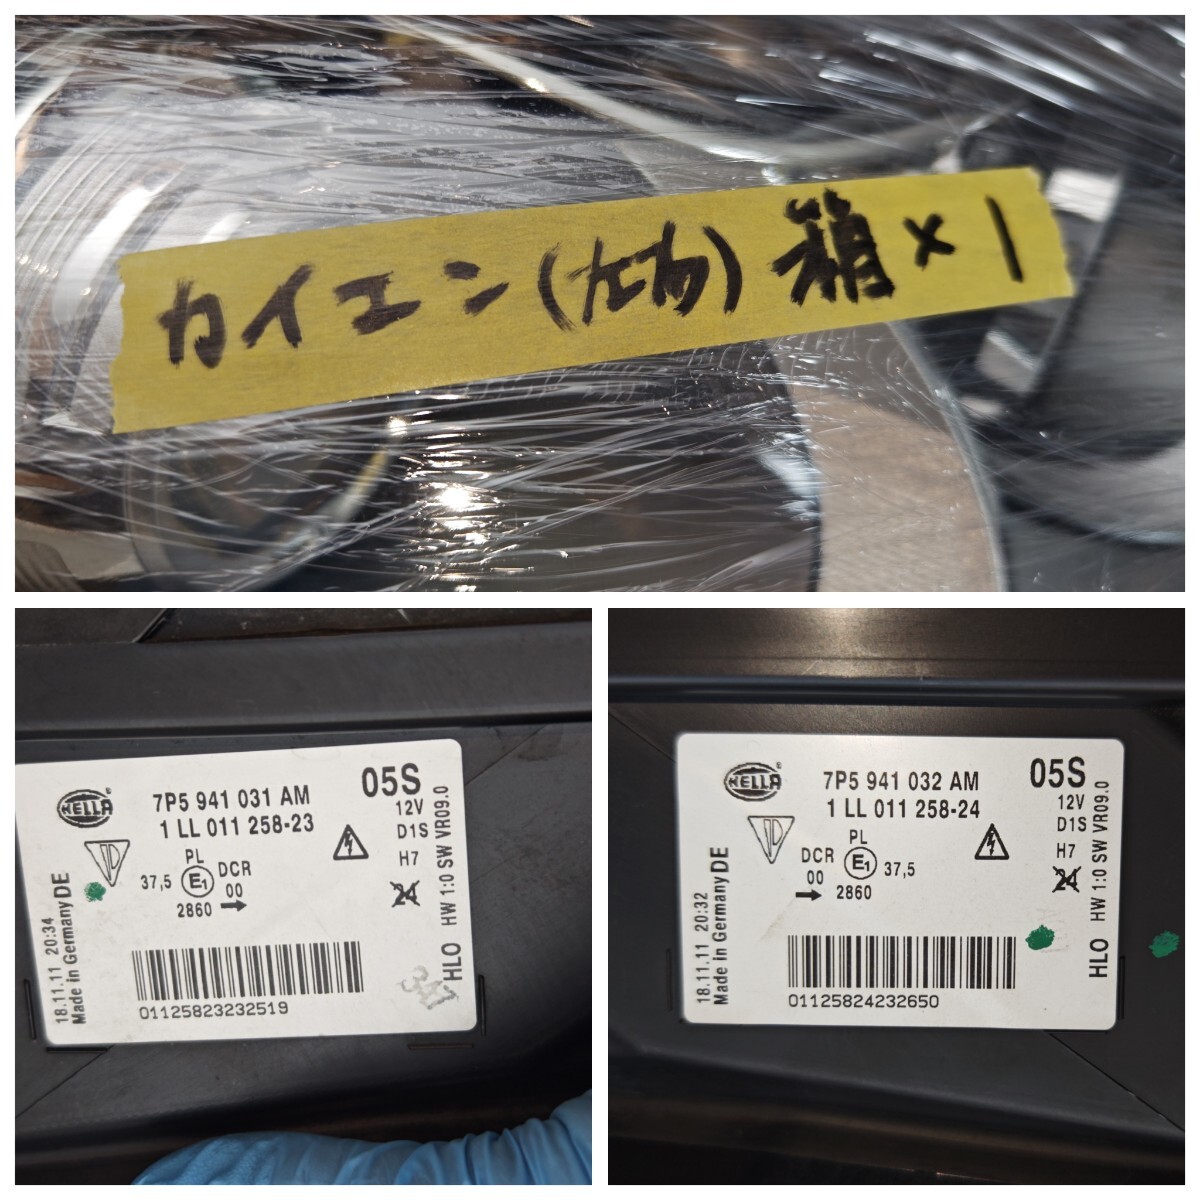 カイエン(左右)箱×1
HELLA
7P5 941 031 AM
1 LL 011 258-23
05S
12V
D1S
H7
24
PL
37,5 E1 DCR
00
2860 →
18.11.11 20:34
Made in Germany DE
HLO HW 1:0 SW VR09.0
01125823232519
HELLA
7P5 941 032 AM
1 LL 011 258-24
05S
12V
D1S
H7
24
PL
DCR E1 37,5
00
→ 2860
18.11.11 20:32
Made in Germany DE
HLO HW 1:0 SW VR09.0
01125824232650